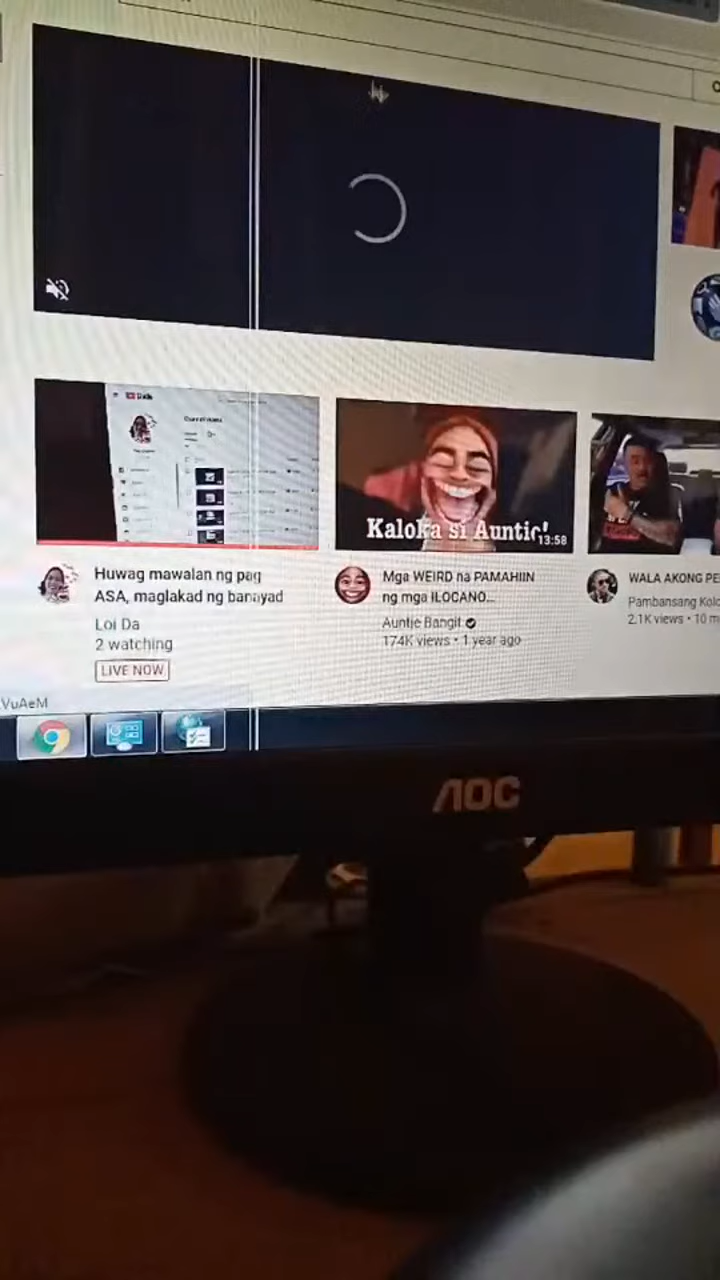 Kaloka si Auntie!
13:58
Huwag mawalan ng pag
ASA, maglakad ng banayad
Loi Da
2 watching
LIVE NOW
Mga WEIRD na PAMAHIIN
ng mga ILOCANO...
Auntie Bangit
174K views • 1 year ago
WALA AKONG PE
Pambansang Kolo
2.1K views • 10 m
VuAeM
AOC